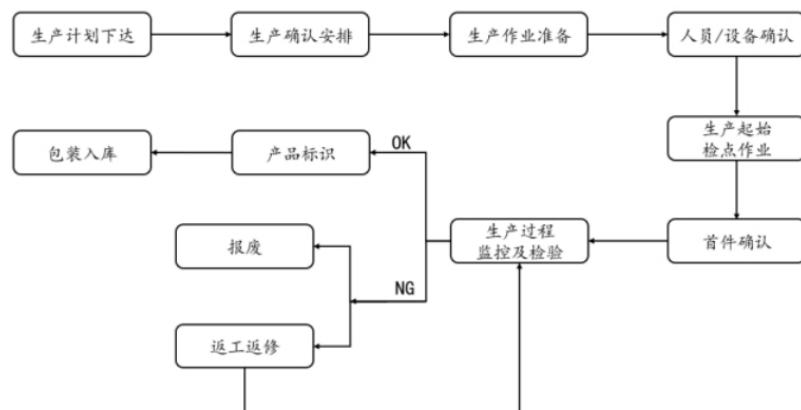 生产计划下达
生产确认安排
生产作业准备
人员/设备确认
生产起始
检点作业
首件确认
生产过程
监控及检验
OK
产品标识
包装入库
NG
报废
返工返修